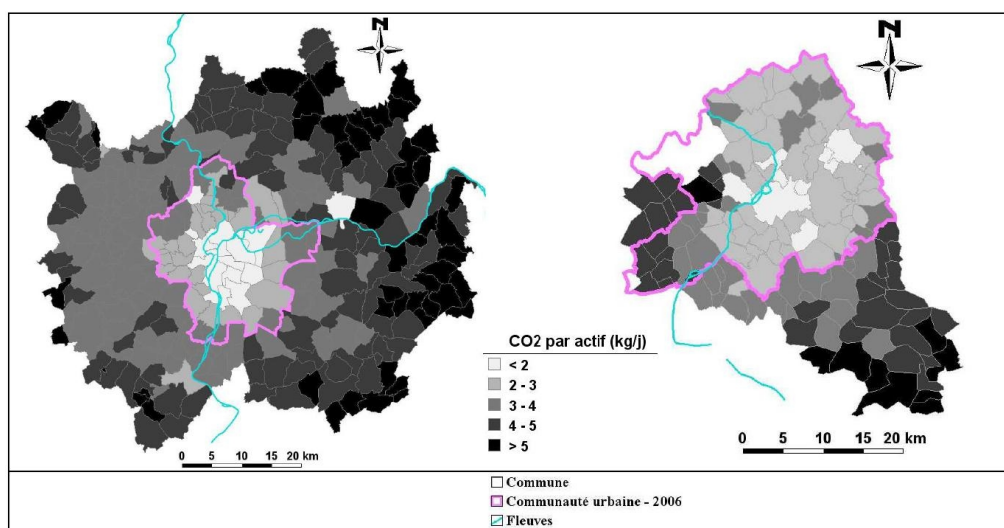 N
N
CO2 par actif (kg/j)
< 2
2 - 3
3 - 4
4 - 5
> 5
0 5 10 15 20 km
0 5 10 15 20 km
Commune
Communauté urbaine - 2006
Fleuves